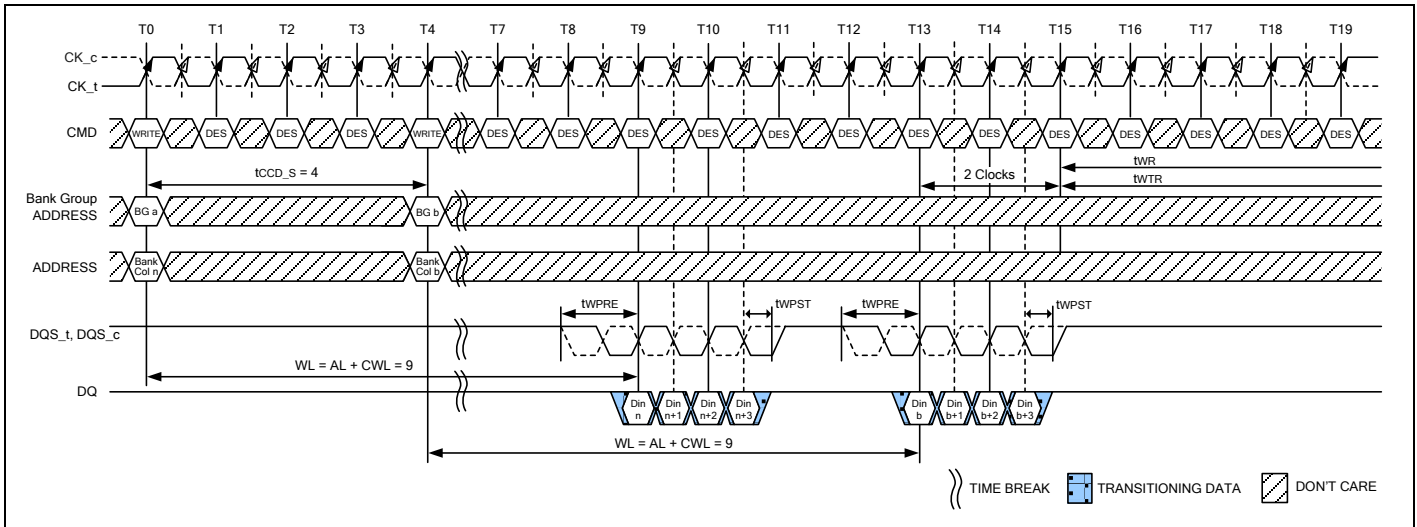 T0 T1 T2 T3 T4 T7 T8 T9 T10 T11 T12 T13 T14 T15 T16 T17 T18 T19
CK_c
CK_t
CMD WRITE DES DES DES WRITE DES DES DES DES DES DES DES DES DES DES DES DES DES
tCCD_S = 4 2 Clocks tWR
tWTR
Bank Group
ADDRESS BG a BG b
ADDRESS Bank Col n Bank Col b
tWPRE tWPST tWPRE tWPST
DQS_t, DQS_c
WL = AL + CWL = 9
DQ Din n Din n+1 Din n+2 Din n+3 Din b Din b+1 Din b+2 Din b+3
WL = AL + CWL = 9
TIME BREAK TRANSITIONING DATA DON'T CARE